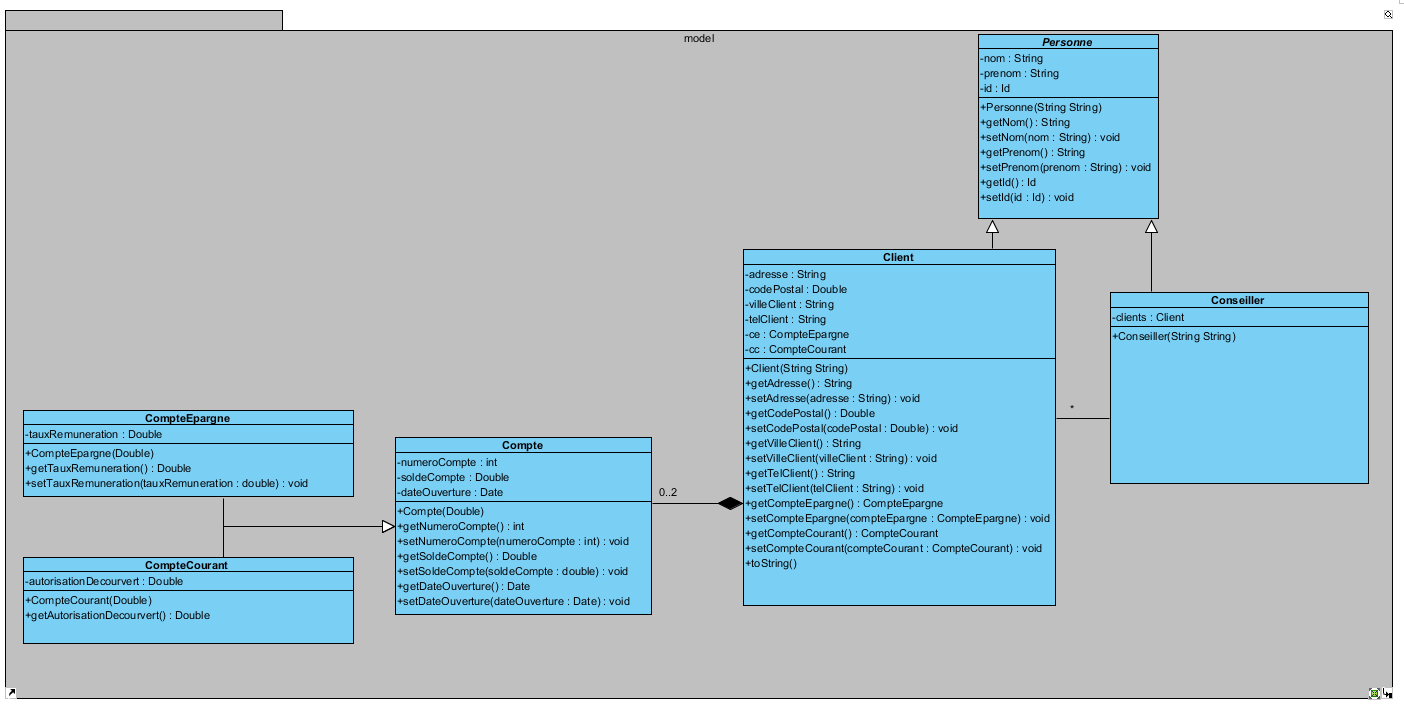 model
Personne
-nom : String
-prenom : String
-id : Id
+Personne(String String)
+getNom() : String
+setNom(nom : String) : void
+getPrenom() : String
+setPrenom(prenom : String) : void
+getId() : Id
+setId(id : Id) : void
Client
-adresse : String
-codePostal : Double
-villeClient : String
-telClient : String
-ce : CompteEpargne
-cc : CompteCourant
+Client(String String)
+getAdresse() : String
+setAdresse(adresse : String) : void
+getCodePostal() : Double
+setCodePostal(codePostal : Double) : void
+getVilleClient() : String
+setVilleClient(villeClient : String) : void
+getTelClient() : String
+setTelClient(telClient : String) : void
+getCompteEpargne() : CompteEpargne
+setCompteEpargne(compteEpargne : CompteEpargne) : void
+getCompteCourant() : CompteCourant
+setCompteCourant(compteCourant : CompteCourant) : void
+toString()
Conseiller
-clients : Client
+Conseiller(String String)
*
CompteEpargne
-tauxRemuneration : Double
+CompteEpargne(Double)
+getTauxRemuneration() : Double
+setTauxRemuneration(tauxRemuneration : double) : void
Compte
-numeroCompte : int
-soldeCompte : Double
-dateOuverture : Date
+Compte(Double)
+getNumeroCompte() : int
+setNumeroCompte(numeroCompte : int) : void
+getSoldeCompte() : Double
+setSoldeCompte(soldeCompte : double) : void
+getDateOuverture() : Date
+setDateOuverture(dateOuverture : Date) : void
0..2
CompteCourant
-autorisationDecourvert : Double
+CompteCourant(Double)
+getAutorisationDecourvert() : Double